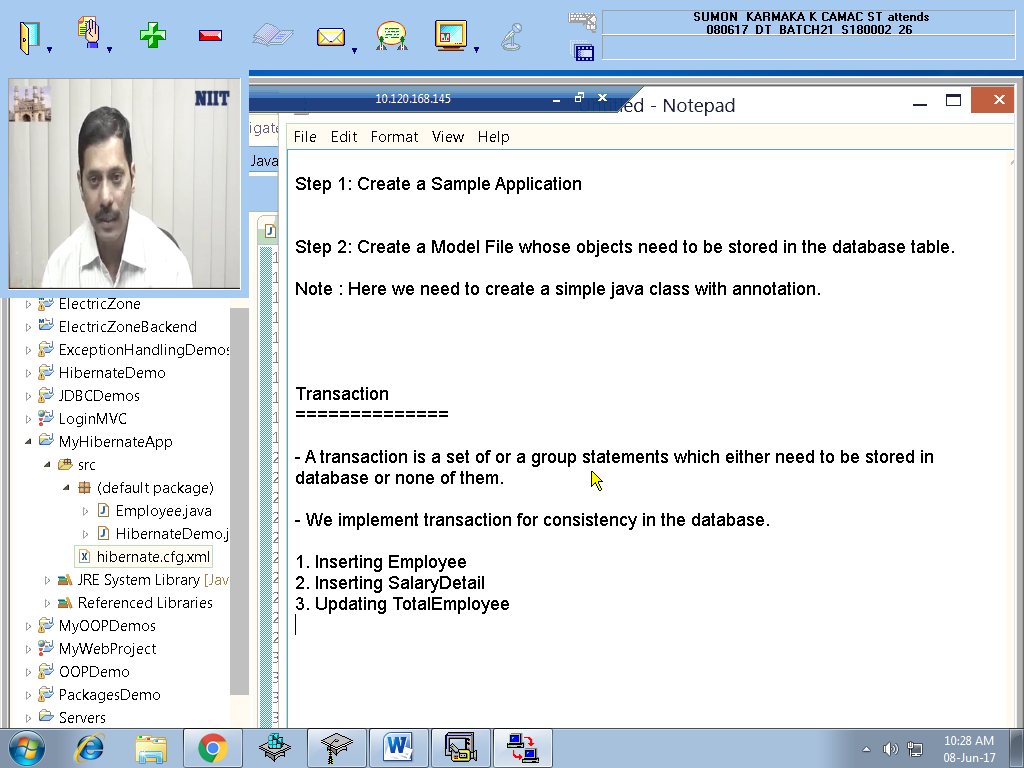 SUMON KARMAKA K CAMAC ST attends
080617 DT BATCH21 S180002 26
NIIT
10.120.168.145
Untitled - Notepad
File Edit Format View Help
Java
Step 1: Create a Sample Application
Step 2: Create a Model File whose objects need to be stored in the database table.
Note : Here we need to create a simple java class with annotation.
Transaction
==============
- A transaction is a set of or a group statements which either need to be stored in
database or none of them.
- We implement transaction for consistency in the database.
1. Inserting Employee
2. Inserting SalaryDetail
3. Updating TotalEmployee
ElectricZone
ElectricZoneBackend
ExceptionHandlingDemos
HibernateDemo
JDBCDemos
LoginMVC
MyHibernateApp
src
(default package)
Employee.java
HibernateDemo.j
hibernate.cfg.xml
JRE System Library [Jav
Referenced Libraries
MyOOPDemos
MyWebProject
OOPDemo
PackagesDemo
Servers
10:28 AM
08-Jun-17